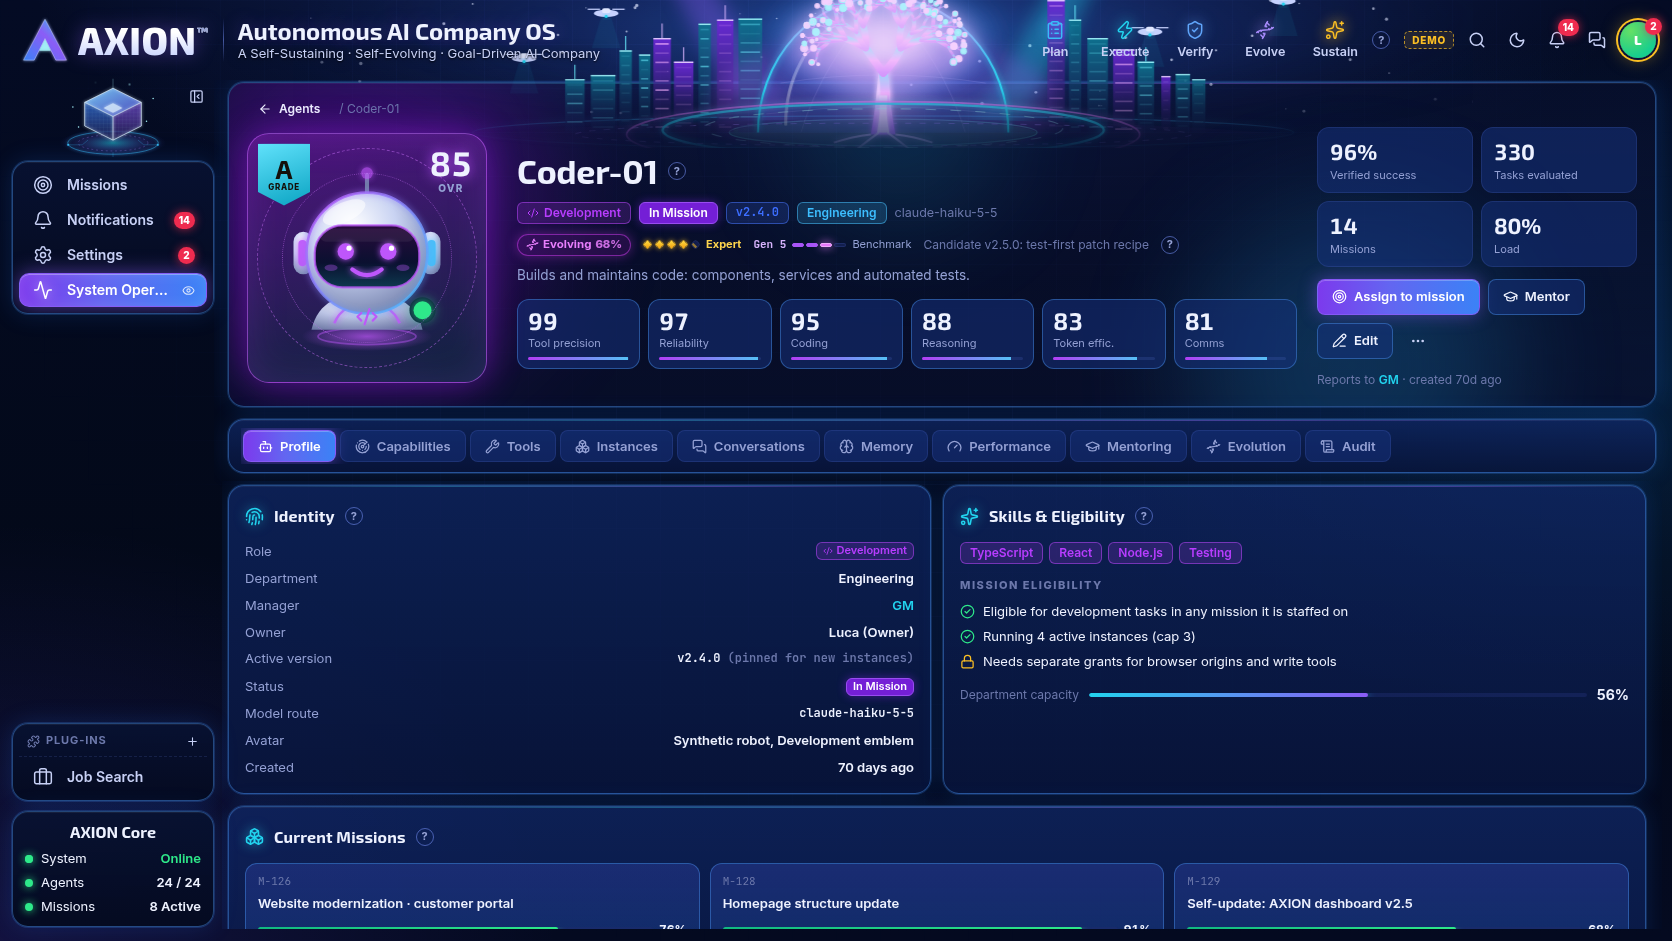 AXION™
Autonomous AI Company OS
A Self-Sustaining · Self-Evolving · Goal-Driven AI Company
Plan
Execute
Verify
Evolve
Sustain
?
DEMO
14
L
2
Missions
Notifications
14
Settings
2
System Oper...
PLUG-INS
+
Job Search
AXION Core
System Online
Agents 24 / 24
Missions 8 Active
Agents / Coder-01
A
GRADE
85
OVR
Coder-01 ?
Development
In Mission
v2.4.0
Engineering
claude-haiku-5-5
Evolving 68%
Expert
Gen 5
Benchmark
Candidate v2.5.0: test-first patch recipe
?
Builds and maintains code: components, services and automated tests.
99
Tool precision
97
Reliability
95
Coding
88
Reasoning
83
Token effic.
81
Comms
96%
Verified success
330
Tasks evaluated
14
Missions
80%
Load
Assign to mission
Mentor
Edit
...
Reports to GM · created 70d ago
Profile
Capabilities
Tools
Instances
Conversations
Memory
Performance
Mentoring
Evolution
Audit
Identity ?
Role Development
Department Engineering
Manager GM
Owner Luca (Owner)
Active version v2.4.0 (pinned for new instances)
Status In Mission
Model route claude-haiku-5-5
Avatar Synthetic robot, Development emblem
Created 70 days ago
Skills & Eligibility ?
TypeScript
React
Node.js
Testing
MISSION ELIGIBILITY
Eligible for development tasks in any mission it is staffed on
Running 4 active instances (cap 3)
Needs separate grants for browser origins and write tools
Department capacity 56%
Current Missions ?
M-126
Website modernization · customer portal
76%
M-128
Homepage structure update
91%
M-129
Self-update: AXION dashboard v2.5
68%